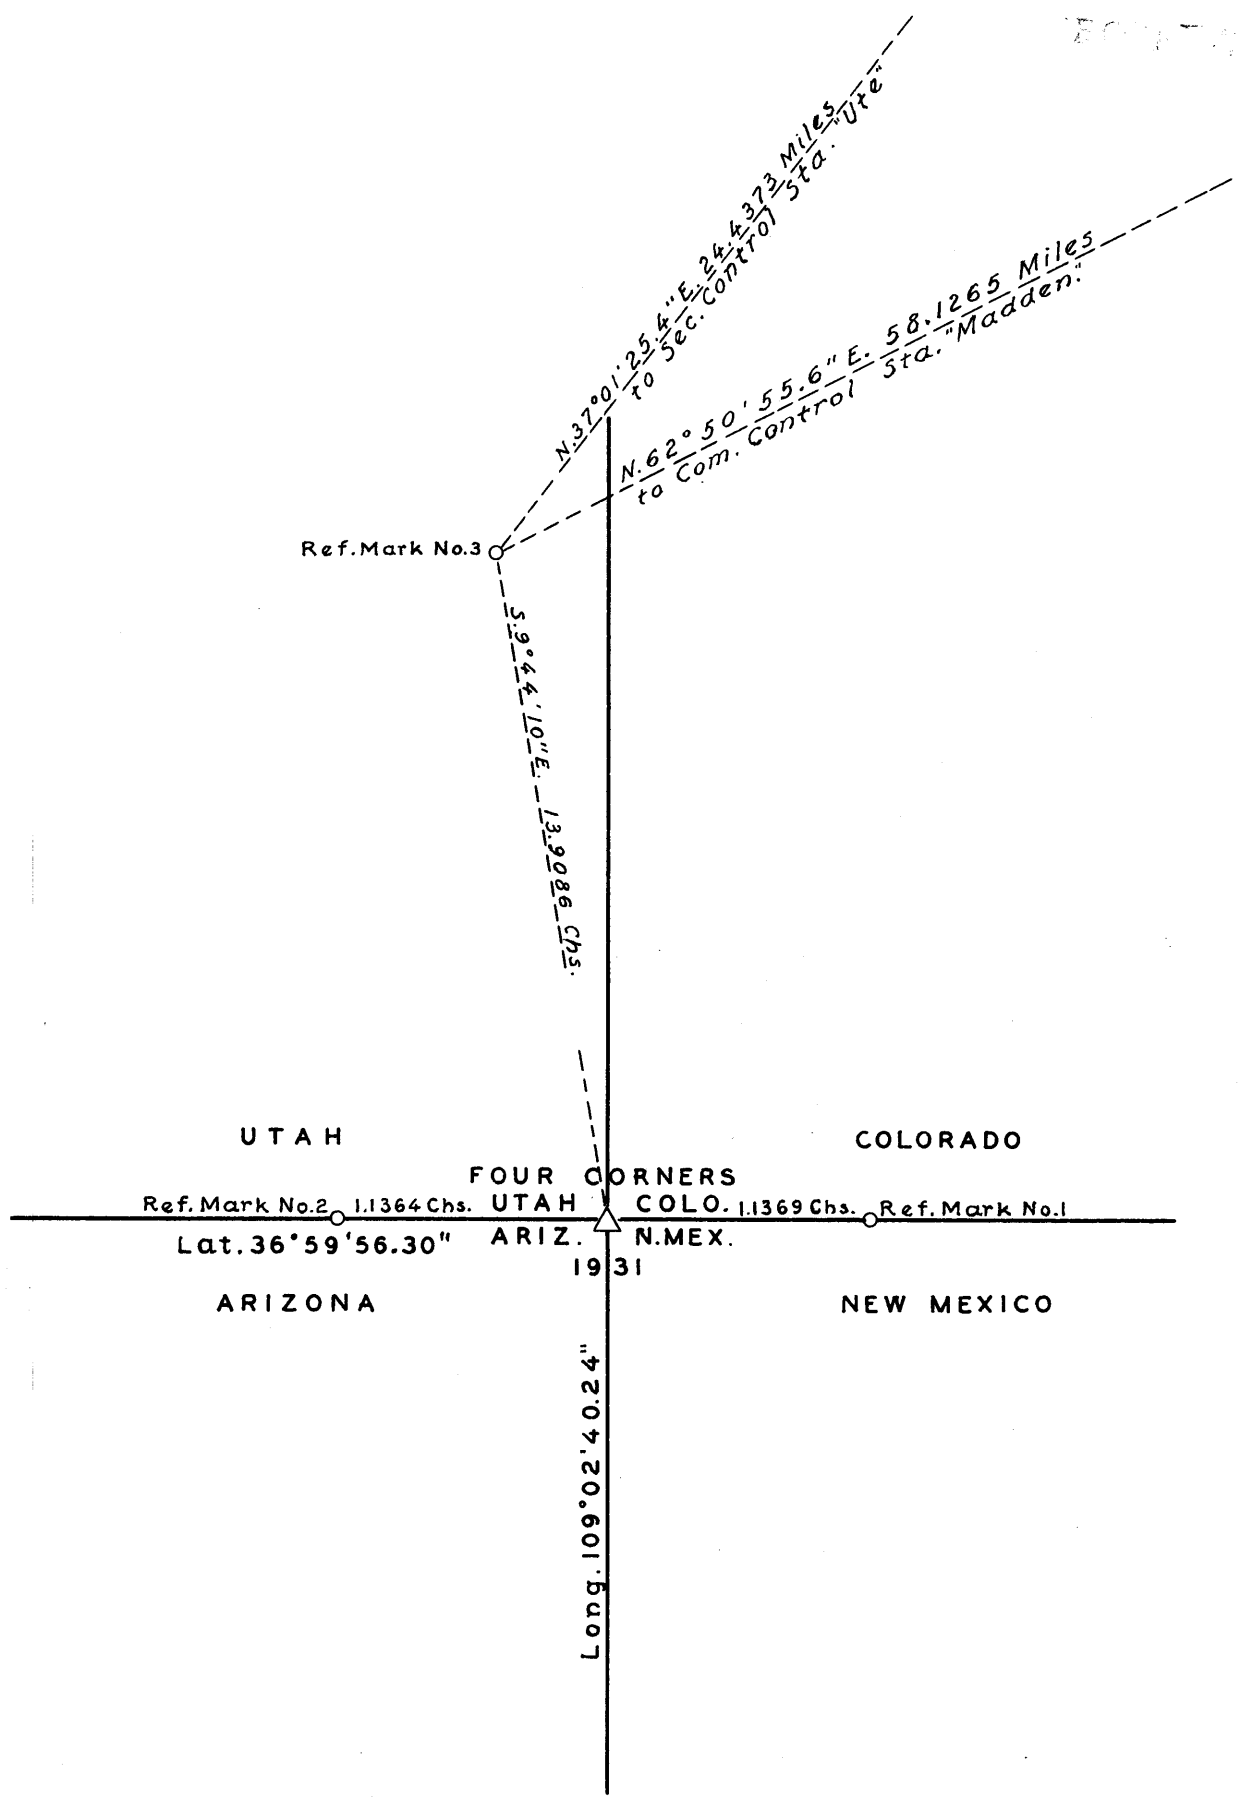 N.37°01'25.4"E. 24.4373 Miles
to Sec. Control Sta. "Ute"
N.62°50'55.6"E. 58.1265 Miles
to Com. Control Sta. "Madden."
Ref.Mark No.3
S.9°44'10"E. 13.9086 Chs.
UTAH
COLORADO
FOUR CORNERS
Ref.Mark No.2 1.1364 Chs. UTAH COLO. 1.1369 Chs. Ref.Mark No.1
Lat.36°59'56.30" ARIZ. N.MEX.
1931
ARIZONA
NEW MEXICO
Long.109°02'40.24"